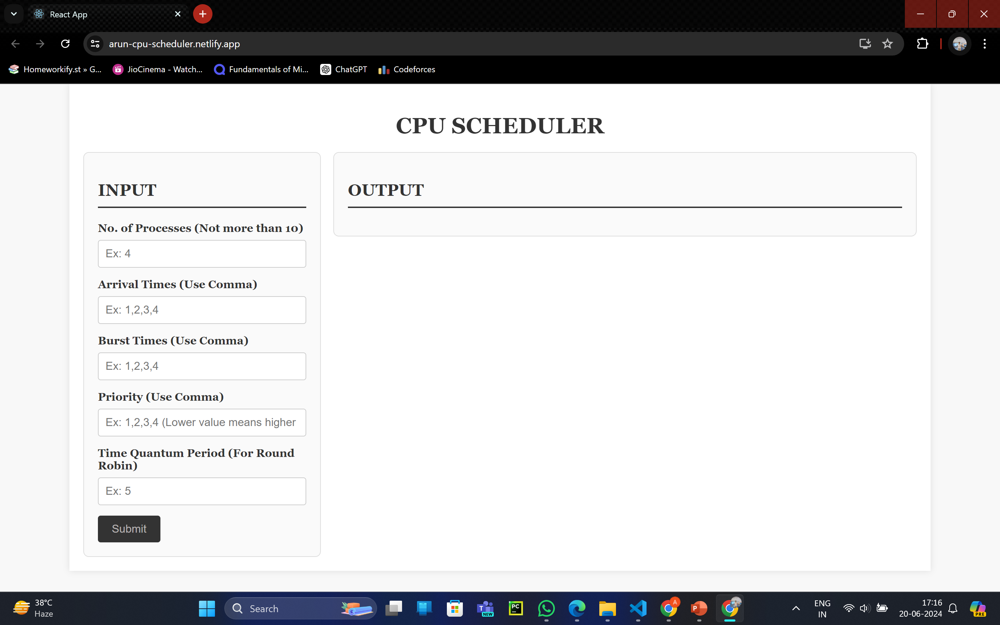 React App
arun-cpu-scheduler.netlify.app
Homeworkify.st » G...
JioCinema - Watch...
Fundamentals of Mi...
ChatGPT
Codeforces
CPU SCHEDULER
INPUT
No. of Processes (Not more than 10)
Ex: 4
Arrival Times (Use Comma)
Ex: 1,2,3,4
Burst Times (Use Comma)
Ex: 1,2,3,4
Priority (Use Comma)
Ex: 1,2,3,4 (Lower value means higher
Time Quantum Period (For Round
Robin)
Ex: 5
Submit
OUTPUT
38°C
Haze
Search
T
NEW
PC
A
P
ENG
IN
17:16
20-06-2024
PRE